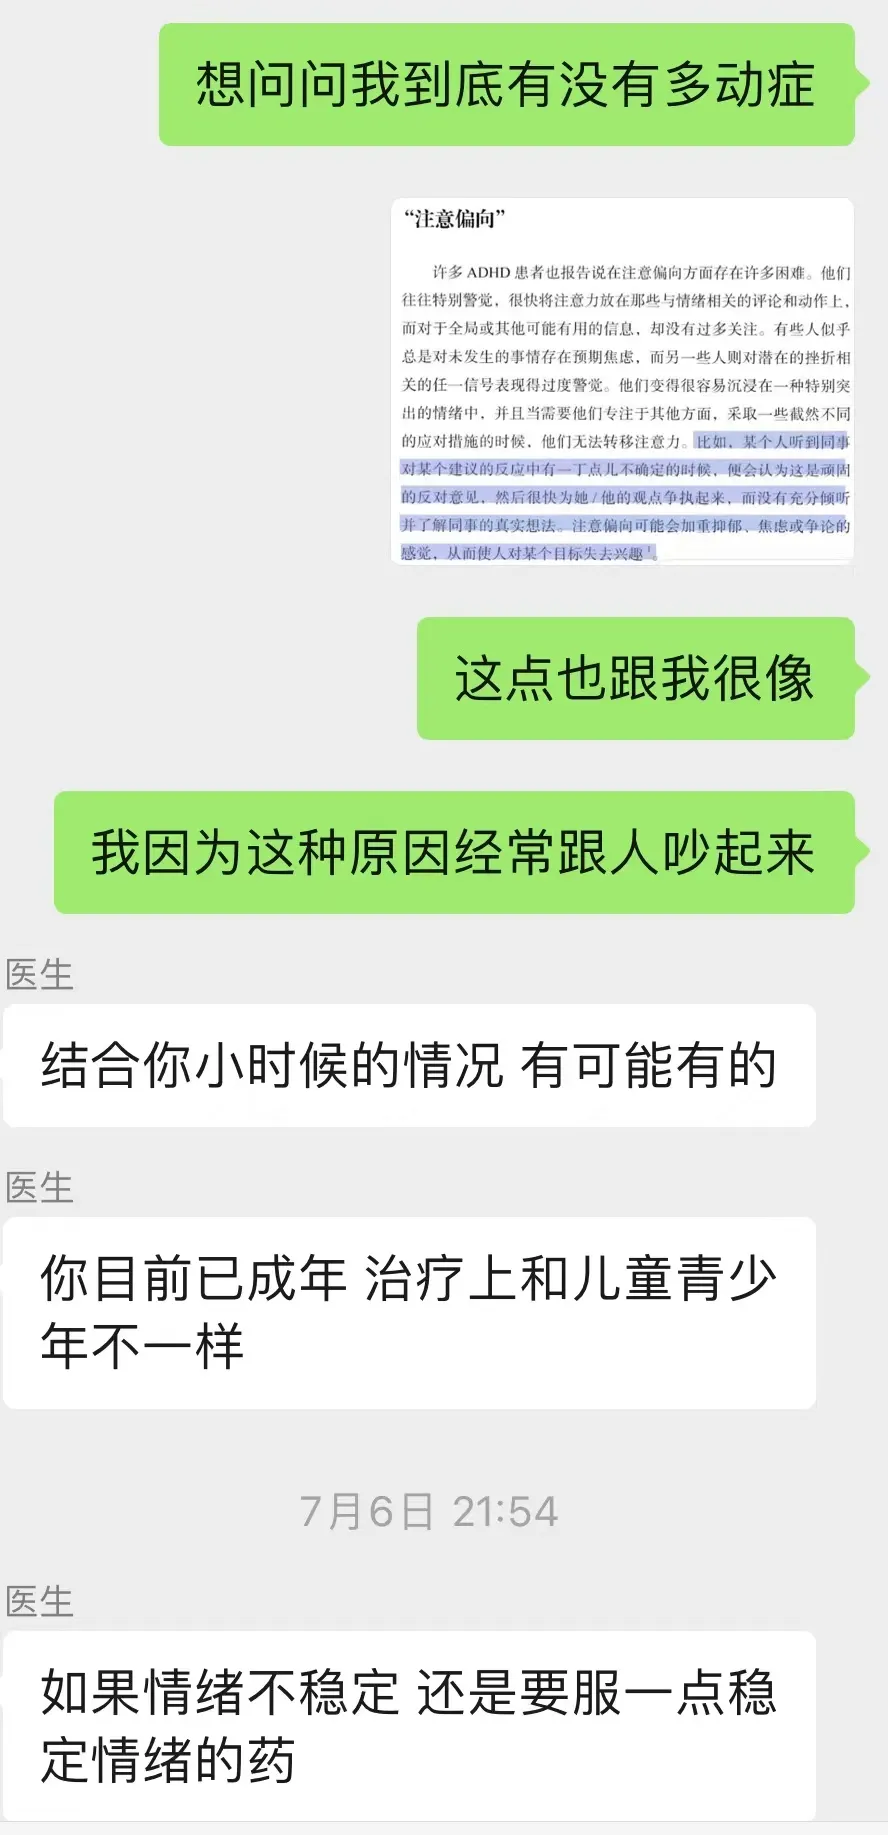 想问问我到底有没有多动症
“注意偏向”
许多 ADHD 患者也报告说在注意偏向方面存在许多困难。他们
往往特别警觉，很快将注意力放在那些与情绪相关的评论和动作上，
而对于全局或其他可能有用的信息，却没有过多关注。有些人似乎
总是对未发生的事情存在预期焦虑，而另一些人则对潜在的挫折相
关的任一信号表现得过度警觉。他们变得很容易沉浸在一种特别突
出的情绪中，并且当需要他们专注于其他方面，采取一些截然不同
的应对措施的时候，他们无法转移注意力。比如，某个人听到同事
对某个建议的反应中有一丁点儿不确定的时候，便会认为这是顽固
的反对意见，然后很快为她/他的观点争执起来，而没有充分倾听
并了解同事的真实想法。注意偏向可能会加重抑郁、焦虑或争论的
感觉，从而使人对某个目标失去兴趣¹。
这点也跟我很像
我因为这种原因经常跟人吵起来
医生
结合你小时候的情况 有可能有的
医生
你目前已成年 治疗上和儿童青少
年不一样
7月6日 21:54
医生
如果情绪不稳定 还是要服一点稳
定情绪的药